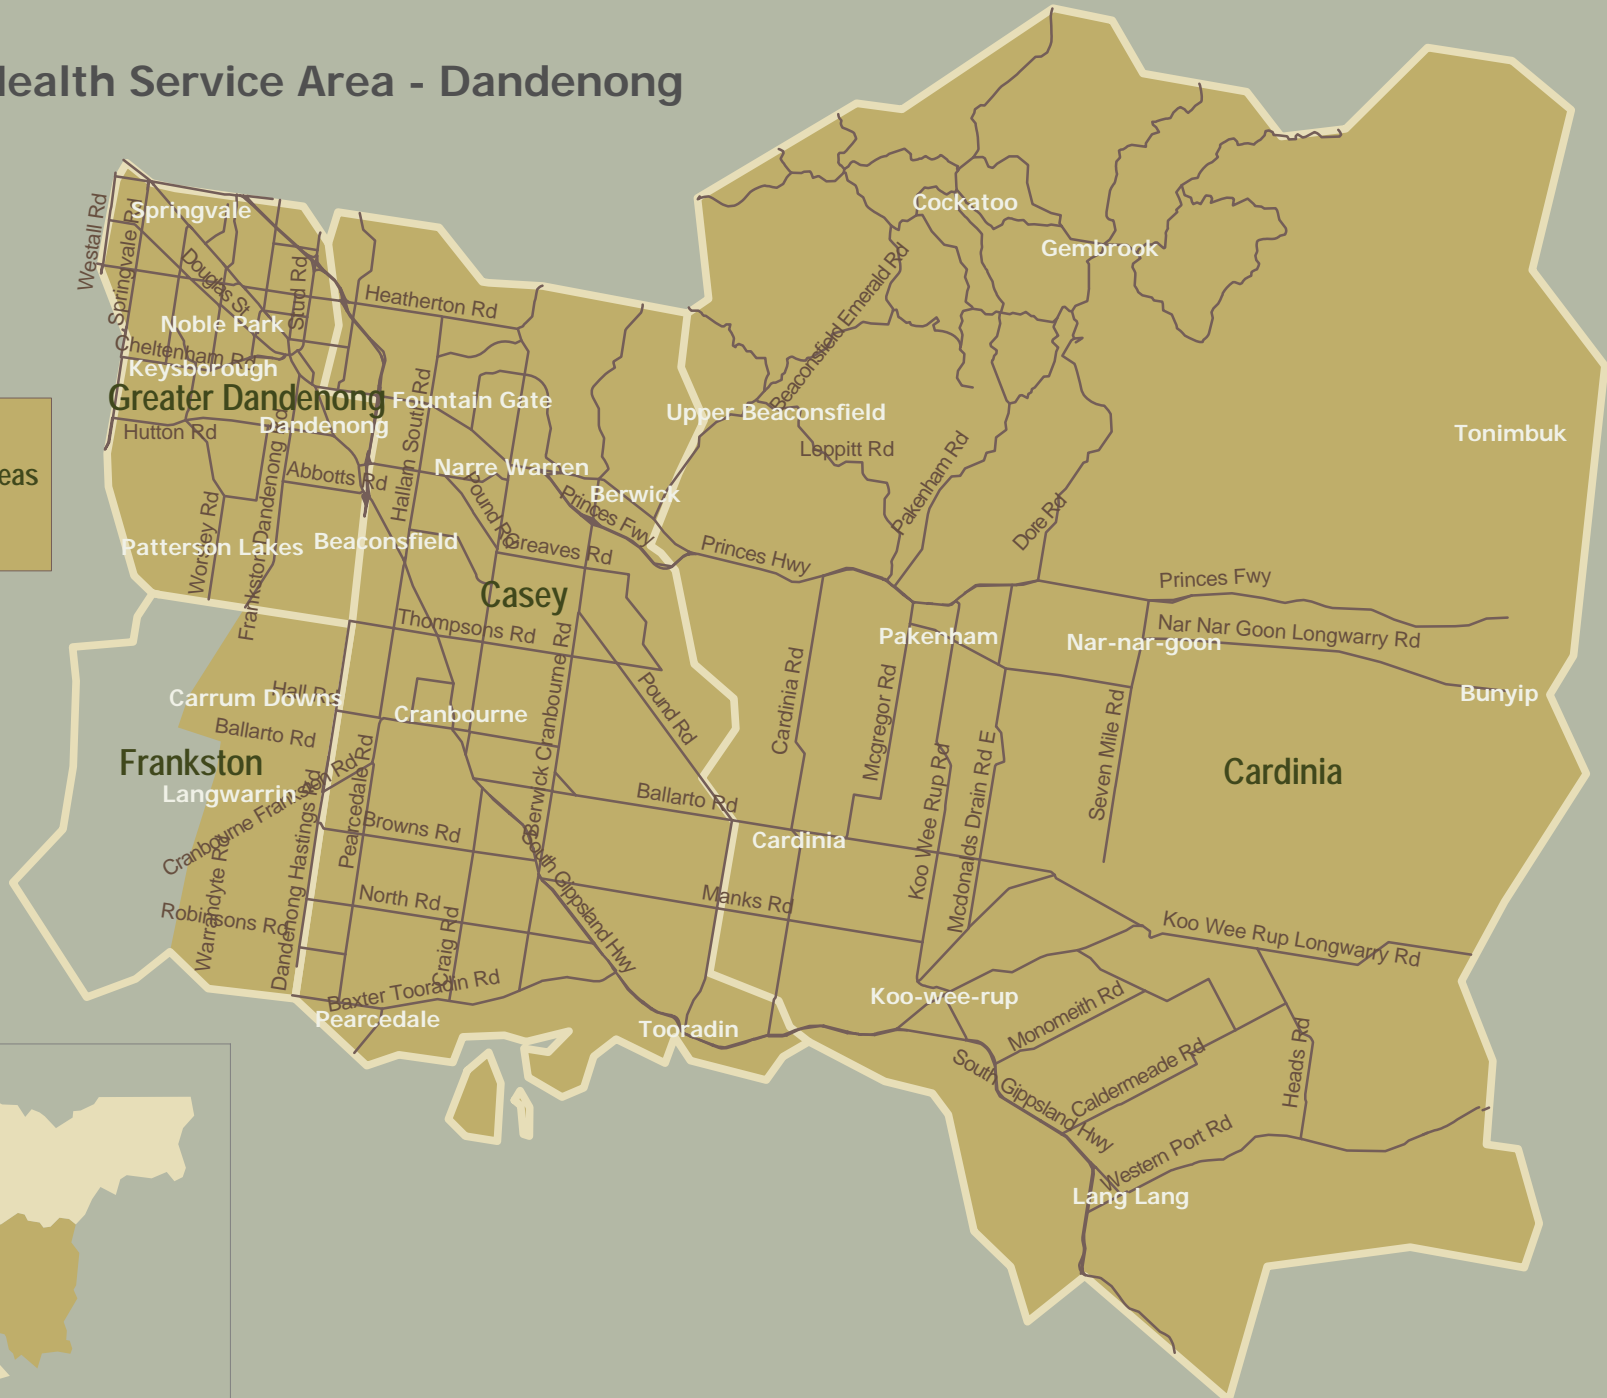 Health Service Area - Dandenong
Springvale
Westall Rd
Springvale Rd
Douglas St
Stud Rd
Heatherton Rd
Noble Park
Cheltenham Rd
Keysborough
Greater Dandenong
Dandenong
Hutton Rd
Fountain Gate
Hallam South Rd
Abbotts Rd
Narre Warren
Pound Rd
Berwick
Princes Fwy
Worsley Rd
Frankston Dandenong Rd
Patterson Lakes
Beaconsfield
Greaves Rd
Casey
Thompsons Rd
Cockatoo
Gembrook
Beaconsfield Emerald Rd
Upper Beaconsfield
Leppitt Rd
Pakenham Rd
Dore Rd
Tonimbuk
Princes Hwy
Princes Fwy
Nar Nar Goon Longwarry Rd
Pakenham
Nar-nar-goon
Bunyip
eas
Hall Rd
Carrum Downs
Cranbourne
Ballarto Rd
Frankston
Langwarrin
Cranbourne Frankston Rd
Pearcedale Rd
Berwick Cranbourne Rd
Pound Rd
Cardinia Rd
Mcgregor Rd
Koo Wee Rup Rd
Mcdonalds Drain Rd E
Seven Mile Rd
Cardinia
Ballarto Rd
Cardinia
Browns Rd
Warrandyte Rd
Dandenong Hastings Rd
South Gippsland Hwy
North Rd
Manks Rd
Robinsons Rd
Craig Rd
Koo Wee Rup Longwarry Rd
Baxter Tooradin Rd
Pearcedale
Tooradin
Koo-wee-rup
Monomeith Rd
South Gippsland Hwy
Caldermeade Rd
Heads Rd
Western Port Rd
Lang Lang